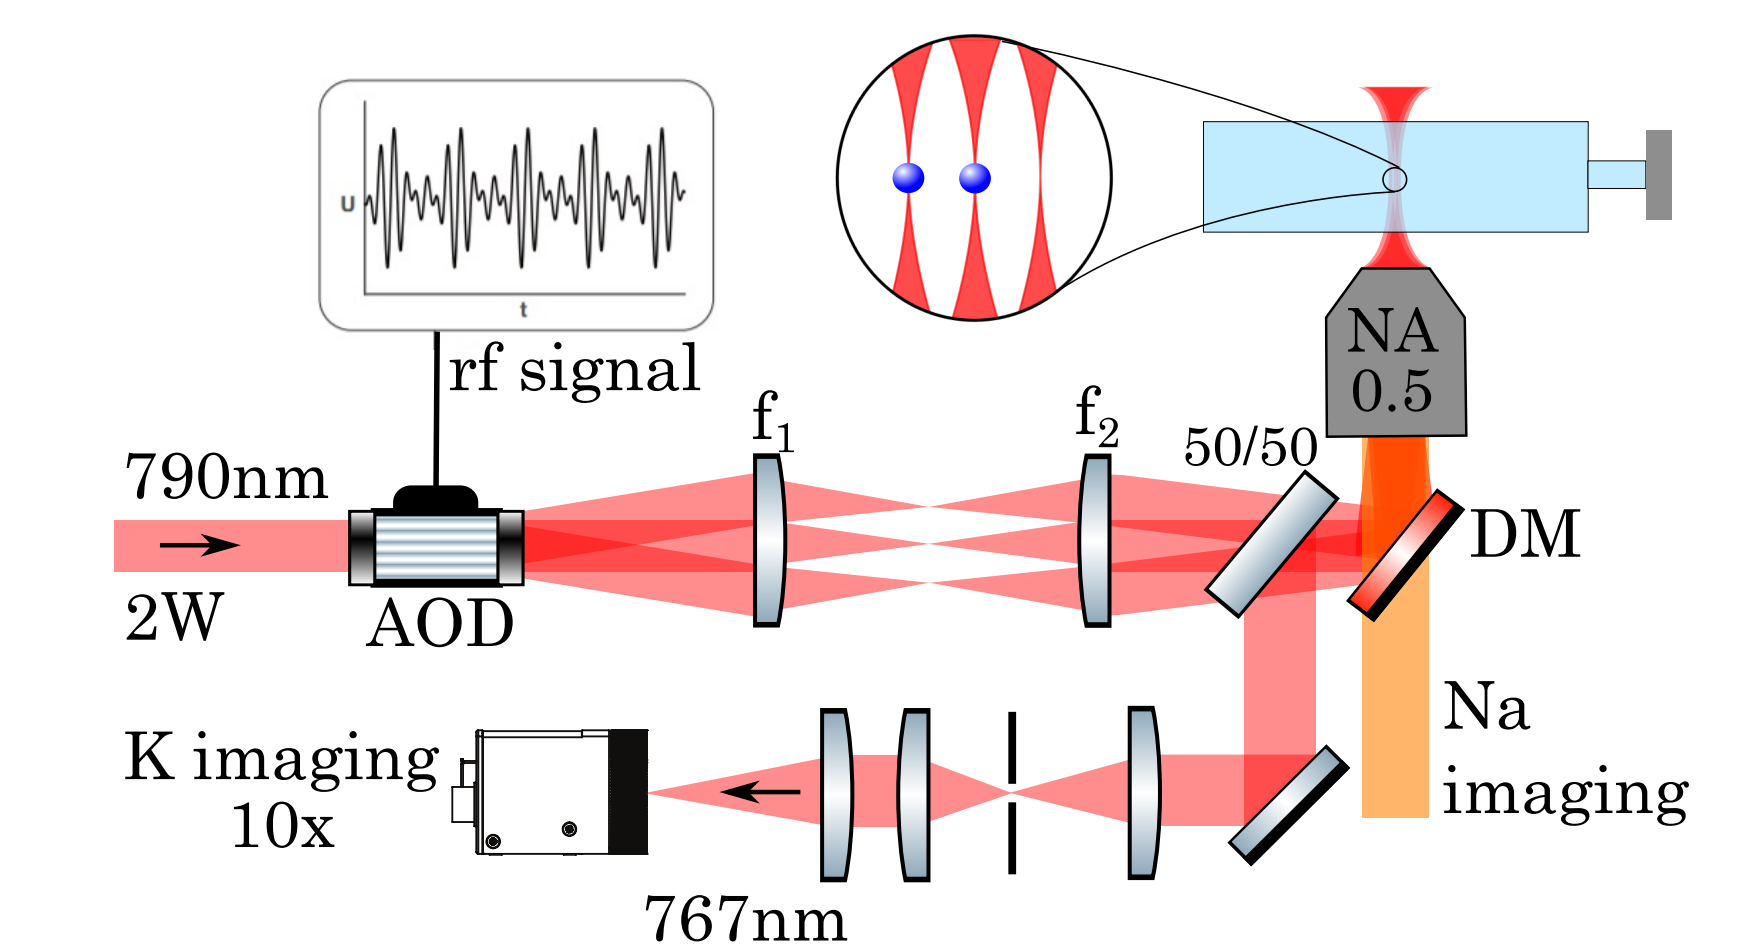 U
t
rf signal
NA
0.5
790nm
2W
AOD
f1
f2
50/50
DM
K imaging
10x
767nm
Na
imaging